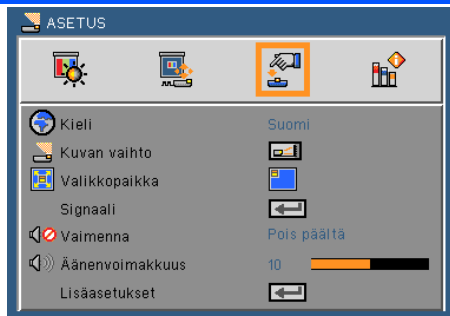 ASETUS
Kieli Suomi
Kuvan vaihto
Valikkopaikka
Signaali
Vaimenna Pois päältä
Äänenvoimakkuus 10
Lisäasetukset